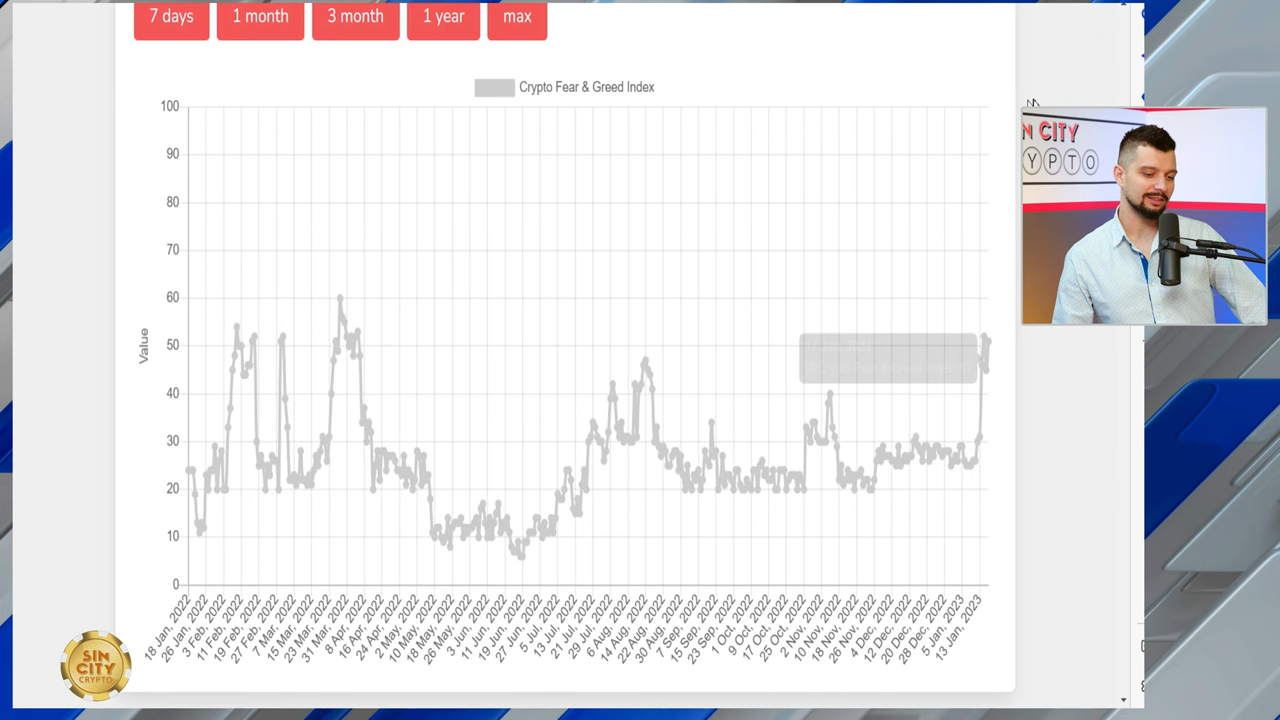 7 days 1 month 3 month 1 year max
Crypto Fear & Greed Index
100
90
80
70
60
50
40
30
20
10
0
Value
18 Jan, 2022
26 Jan, 2022
3 Feb, 2022
11 Feb, 2022
19 Feb, 2022
27 Feb, 2022
7 Mar, 2022
15 Mar, 2022
23 Mar, 2022
31 Mar, 2022
8 Apr, 2022
16 Apr, 2022
24 Apr, 2022
2 May, 2022
10 May, 2022
18 May, 2022
26 May, 2022
3 Jun, 2022
11 Jun, 2022
19 Jun, 2022
27 Jun, 2022
5 Jul, 2022
13 Jul, 2022
21 Jul, 2022
29 Jul, 2022
6 Aug, 2022
14 Aug, 2022
22 Aug, 2022
30 Aug, 2022
7 Sep, 2022
15 Sep, 2022
23 Sep, 2022
1 Oct, 2022
9 Oct, 2022
17 Oct, 2022
25 Oct, 2022
2 Nov, 2022
10 Nov, 2022
18 Nov, 2022
26 Nov, 2022
4 Dec, 2022
12 Dec, 2022
20 Dec, 2022
28 Dec, 2022
5 Jan, 2023
13 Jan, 2023
N CITY
YPTO
SIN
CITY
CRYPTO